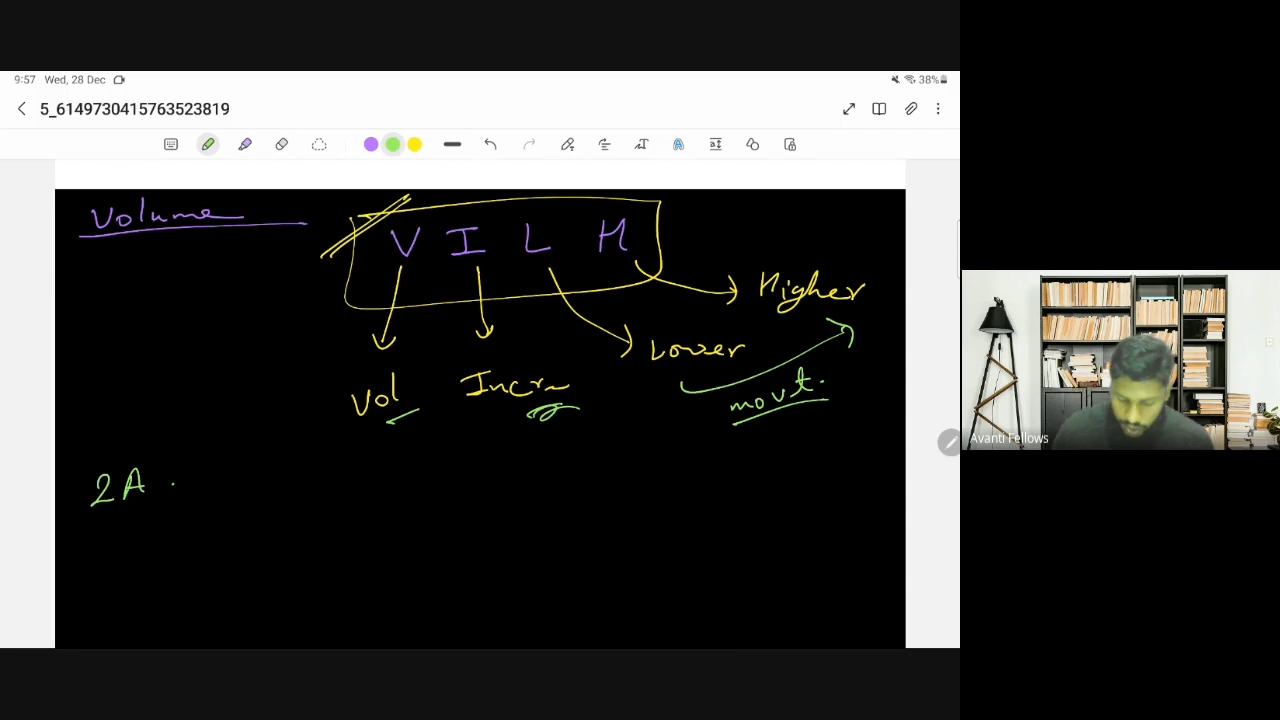 9:57 Wed, 28 Dec 38%
5_6149730415763523819
Volume
V I L H
Higher
Lower
Vol Incr
movt.
2A .
Avanti Fellows